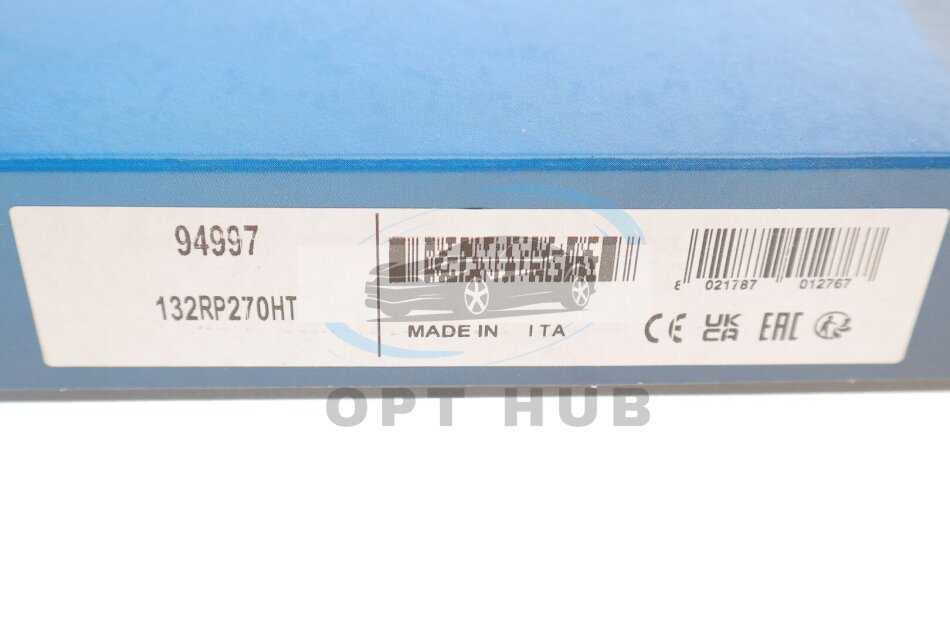 94997
132RP270HT
MADE IN ITA
8 021787 012767
CE UK CA EAC
OPT HUB